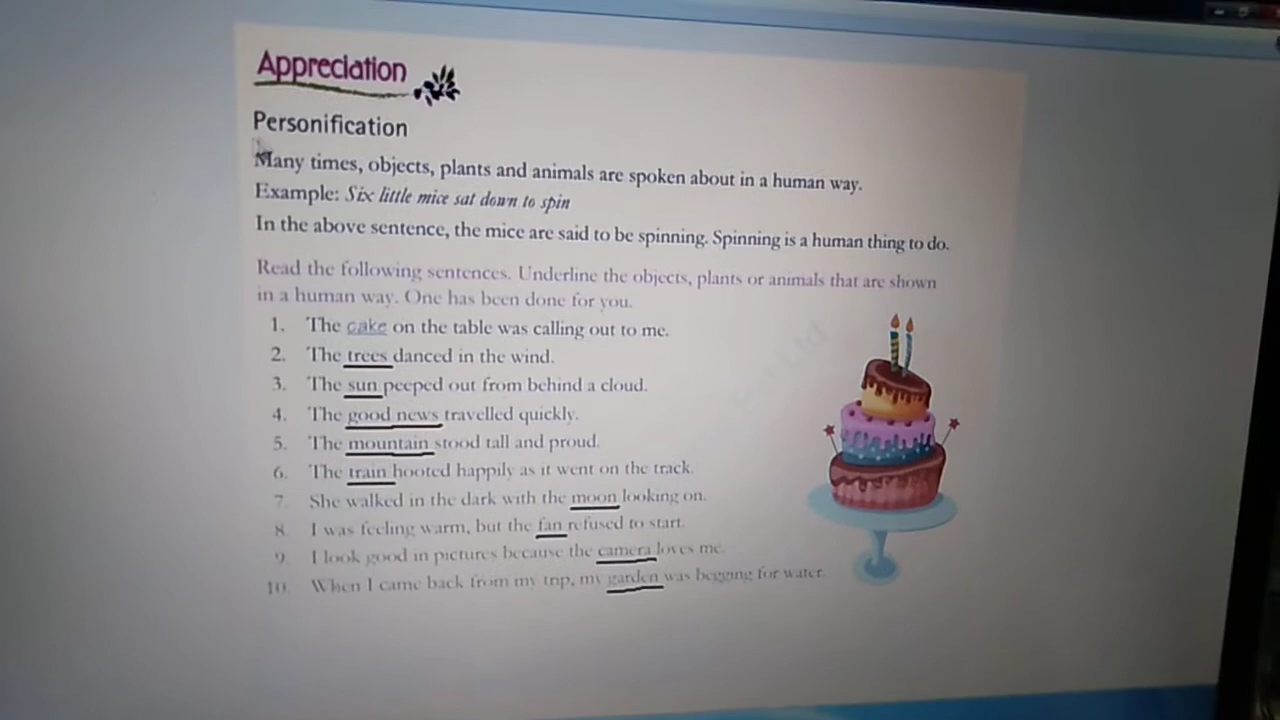 Appreciation
Personification
Many times, objects, plants and animals are spoken about in a human way.
Example: Six little mice sat down to spin
In the above sentence, the mice are said to be spinning. Spinning is a human thing to do.
Read the following sentences. Underline the objects, plants or animals that are shown
in a human way. One has been done for you.
1. The cake on the table was calling out to me.
2. The trees danced in the wind.
3. The sun peeped out from behind a cloud.
4. The good news travelled quickly.
5. The mountain stood tall and proud.
6. The train hooted happily as it went on the track.
7. She walked in the dark with the moon looking on.
8. I was feeling warm, but the fan refused to start.
9. I look good in pictures because the camera loves me.
10. When I came back from my trip, my garden was begging for water.